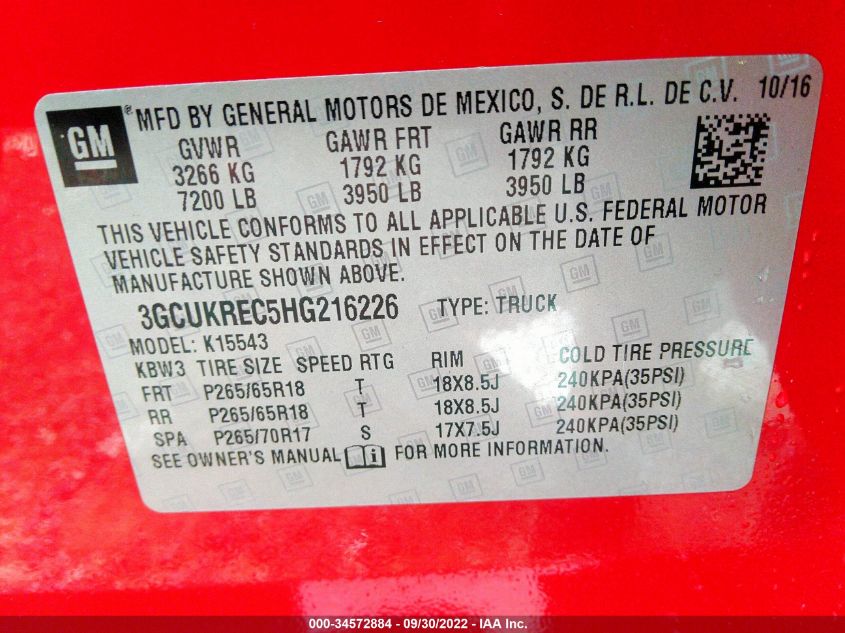 GM ® MFD BY GENERAL MOTORS DE MEXICO, S. DE R.L. DE C.V. 10/16
GVWR GAWR FRT GAWR RR
3266 KG 1792 KG 1792 KG
7200 LB 3950 LB 3950 LB
THIS VEHICLE CONFORMS TO ALL APPLICABLE U.S. FEDERAL MOTOR
VEHICLE SAFETY STANDARDS IN EFFECT ON THE DATE OF
MANUFACTURE SHOWN ABOVE.
3GCUKREC5HG216226 TYPE: TRUCK
MODEL: K15543
KBW3 TIRE SIZE SPEED RTG RIM COLD TIRE PRESSURE
FRT P265/65R18 T 18X8.5J 240KPA(35PSI)
RR P265/65R18 T 18X8.5J 240KPA(35PSI)
SPA P265/70R17 S 17X7.5J 240KPA(35PSI)
SEE OWNER'S MANUAL i FOR MORE INFORMATION.
000-34572884 - 09/30/2022 - IAA Inc.